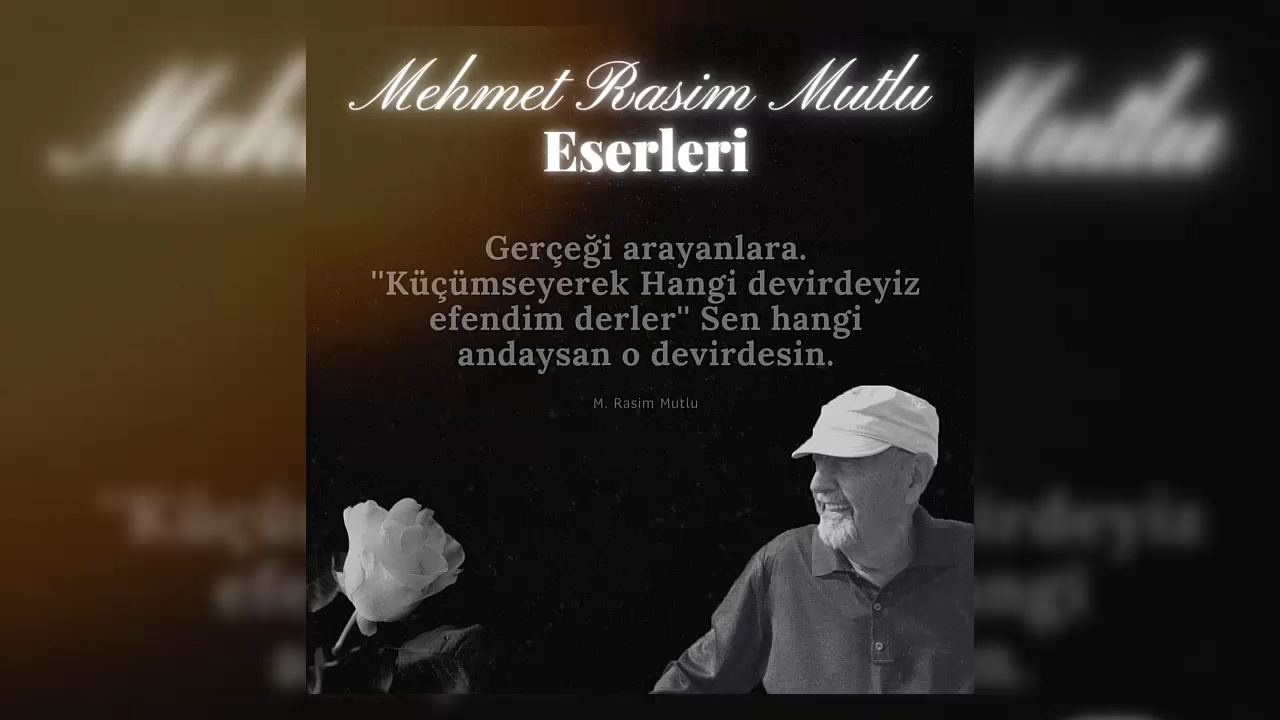 Mehmet Rasim Mutlu
Eserleri
Gerçeği arayanlara.
"Küçümseyerek Hangi devirdeyiz
efendim derler" Sen hangi
andaysan o devirdesin.
M. Rasim Mutlu